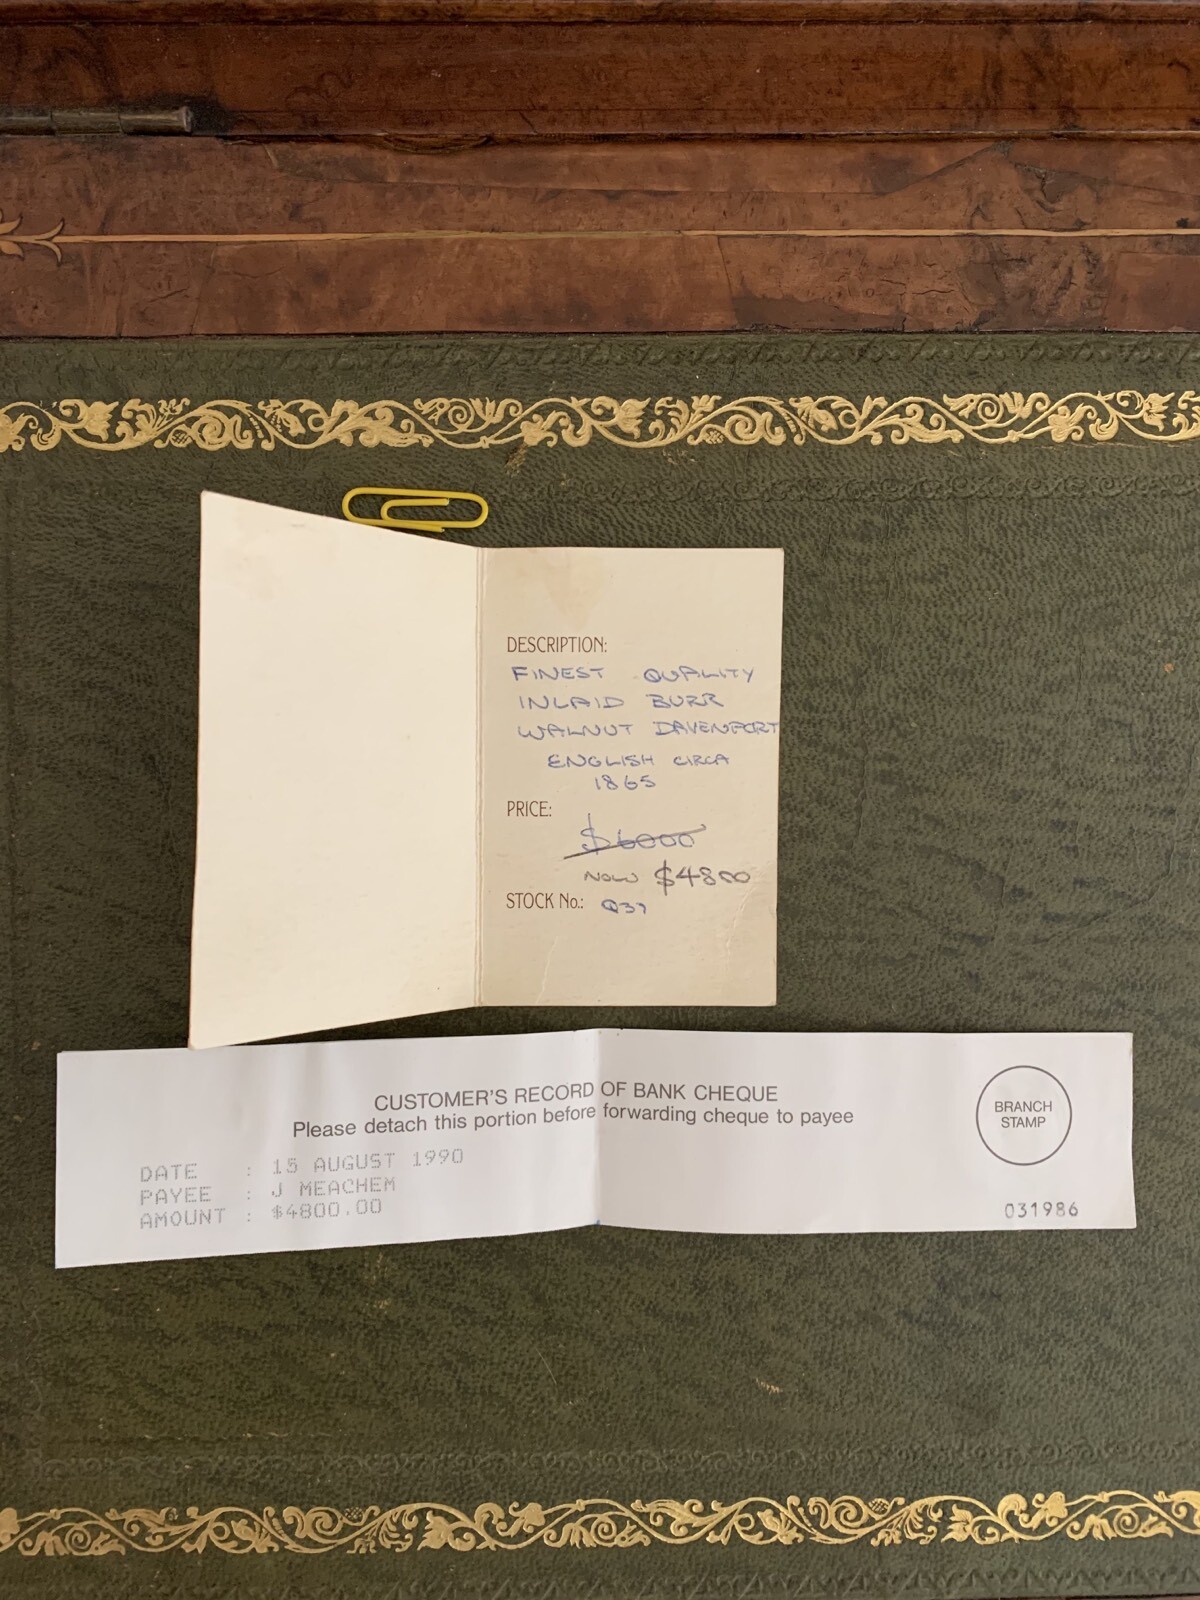 DESCRIPTION:
FINEST QUALITY
INLAID BURR
WALNUT DAVENPORT
ENGLISH CIRCA
1865
PRICE:
$6000
NOW $4800
STOCK No.: Q37
CUSTOMER'S RECORD OF BANK CHEQUE
Please detach this portion before forwarding cheque to payee
BRANCH
STAMP
DATE : 15 AUGUST 1990
PAYEE : J MEACHEM
AMOUNT : $4800.00
031986